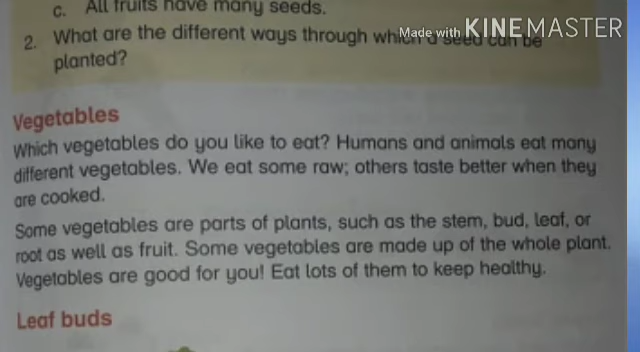 c. All fruits have many seeds.
Made with KINEMASTER
2. What are the different ways through which a seed can be
planted?
Vegetables
Which vegetables do you like to eat? Humans and animals eat many
different vegetables. We eat some raw; others taste better when they
are cooked.
Some vegetables are parts of plants, such as the stem, bud, leaf, or
root as well as fruit. Some vegetables are made up of the whole plant.
Vegetables are good for you! Eat lots of them to keep healthy.
Leaf buds